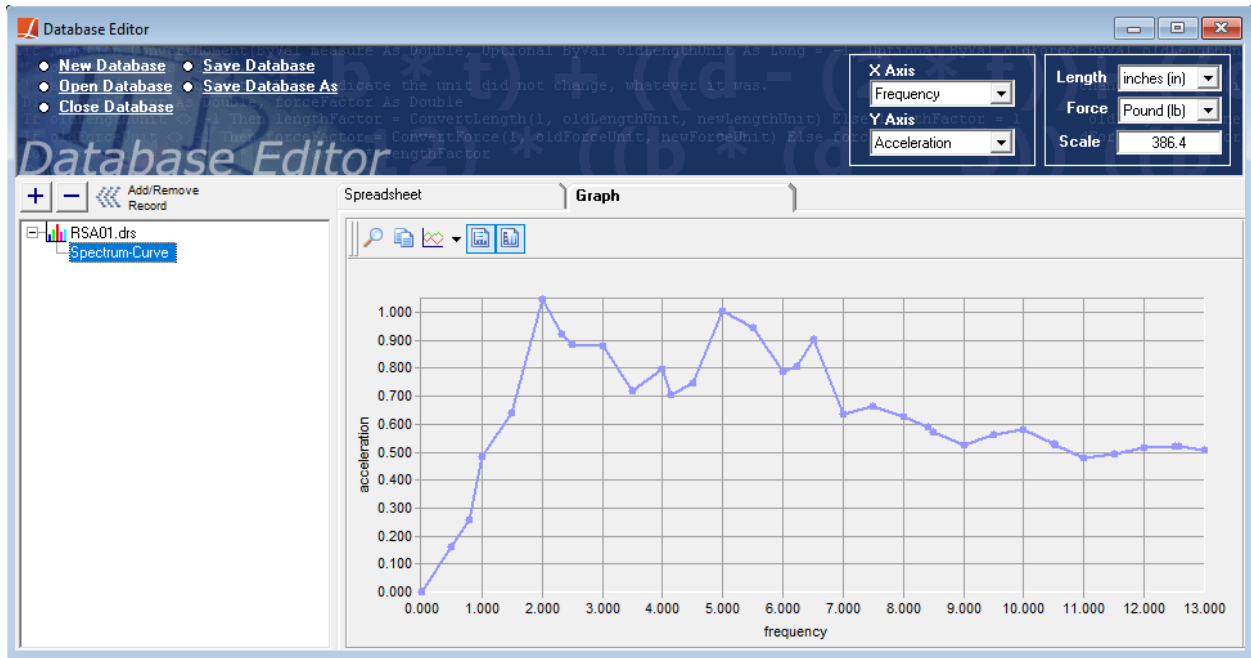 Database Editor
New Database Save Database
Open Database Save Database As
Close Database
Database Editor
X Axis
Frequency
Y Axis
Acceleration
Length inches (in)
Force Pound (lb)
Scale 386.4
+ − Add/Remove
Record
RSA01.drs
Spectrum-Curve
Spreadsheet Graph
1.000
0.900
0.800
0.700
0.600
0.500
0.400
0.300
0.200
0.100
0.000
acceleration
0.000 1.000 2.000 3.000 4.000 5.000 6.000 7.000 8.000 9.000 10.000 11.000 12.000 13.000
frequency